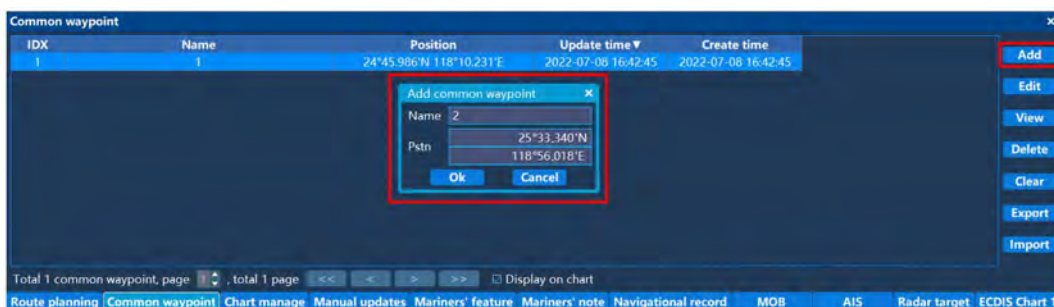 Common waypoint ×
IDX Name Position Update time▼ Create time
1 1 24°45.986'N 118°10.231'E 2022-07-08 16:42:45 2022-07-08 16:42:45
Add
Edit
View
Delete
Clear
Export
Import
Add common waypoint ×
Name 2
Pstn 25°33.340'N
118°56.018'E
Ok Cancel
Total 1 common waypoint, page 1 , total 1 page << < > >> Display on chart
Route planning Common waypoint Chart manage Manual updates Mariners' feature Mariners' note Navigational record MOB AIS Radar target ECDIS Chart 1